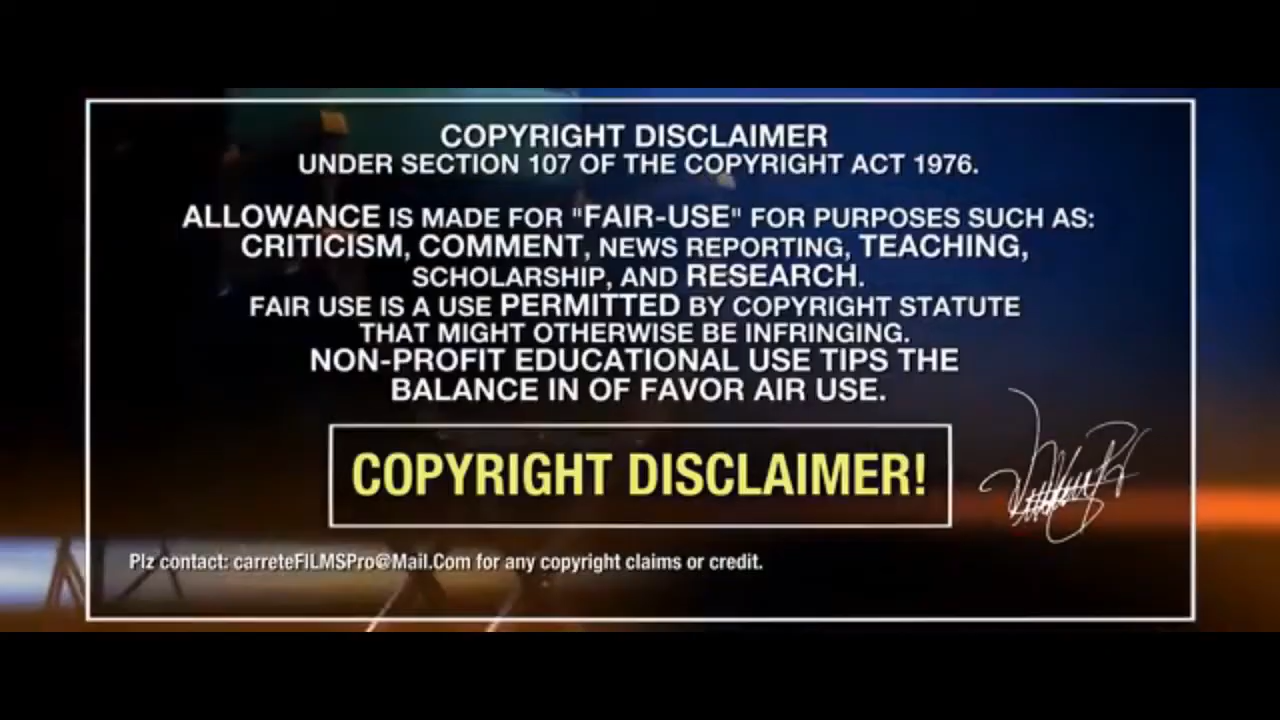 COPYRIGHT DISCLAIMER
UNDER SECTION 107 OF THE COPYRIGHT ACT 1976.
ALLOWANCE IS MADE FOR "FAIR-USE" FOR PURPOSES SUCH AS:
CRITICISM, COMMENT, NEWS REPORTING, TEACHING,
SCHOLARSHIP, AND RESEARCH.
FAIR USE IS A USE PERMITTED BY COPYRIGHT STATUTE
THAT MIGHT OTHERWISE BE INFRINGING.
NON-PROFIT EDUCATIONAL USE TIPS THE
BALANCE IN OF FAVOR AIR USE.
COPYRIGHT DISCLAIMER!
Plz contact: carreteFILMSPro@Mail.Com for any copyright claims or credit.